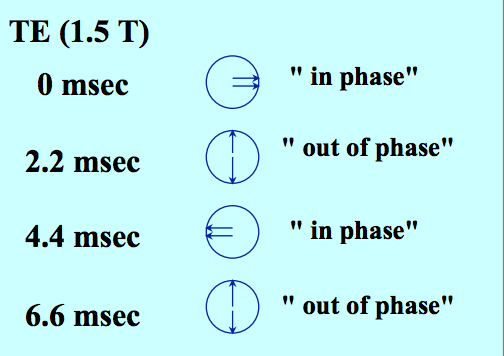 TE (1.5 T)
0 msec " in phase"
2.2 msec " out of phase"
4.4 msec " in phase"
6.6 msec " out of phase"